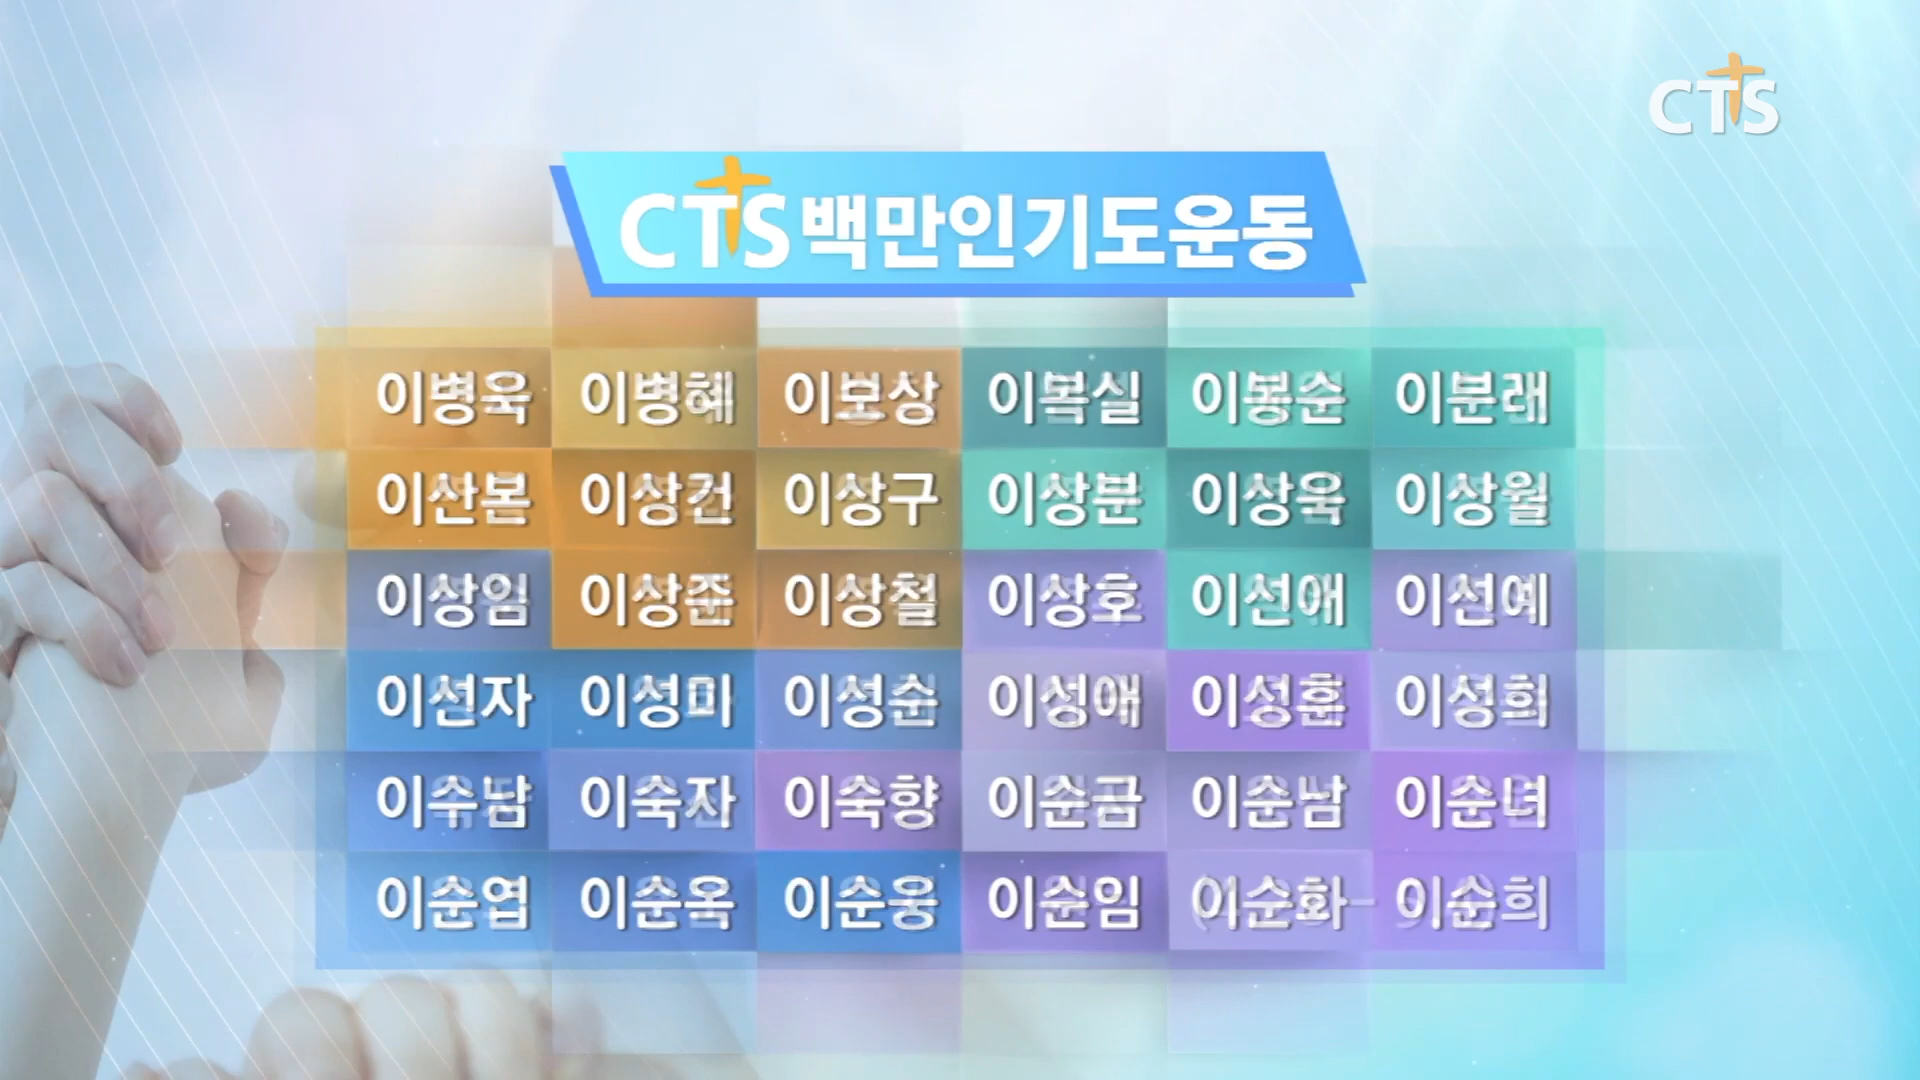 CTS
CTS백만인기도운동
이병욱 이병혜 이보상 이복실 이봉순 이분래
이산본 이상건 이상구 이상분 이상욱 이상월
이상임 이상준 이상철 이상호 이선애 이선예
이선자 이성미 이성순 이성애 이성훈 이성희
이수남 이숙자 이숙향 이순금 이순남 이순녀
이순엽 이순옥 이순웅 이순임 이순화 이순희